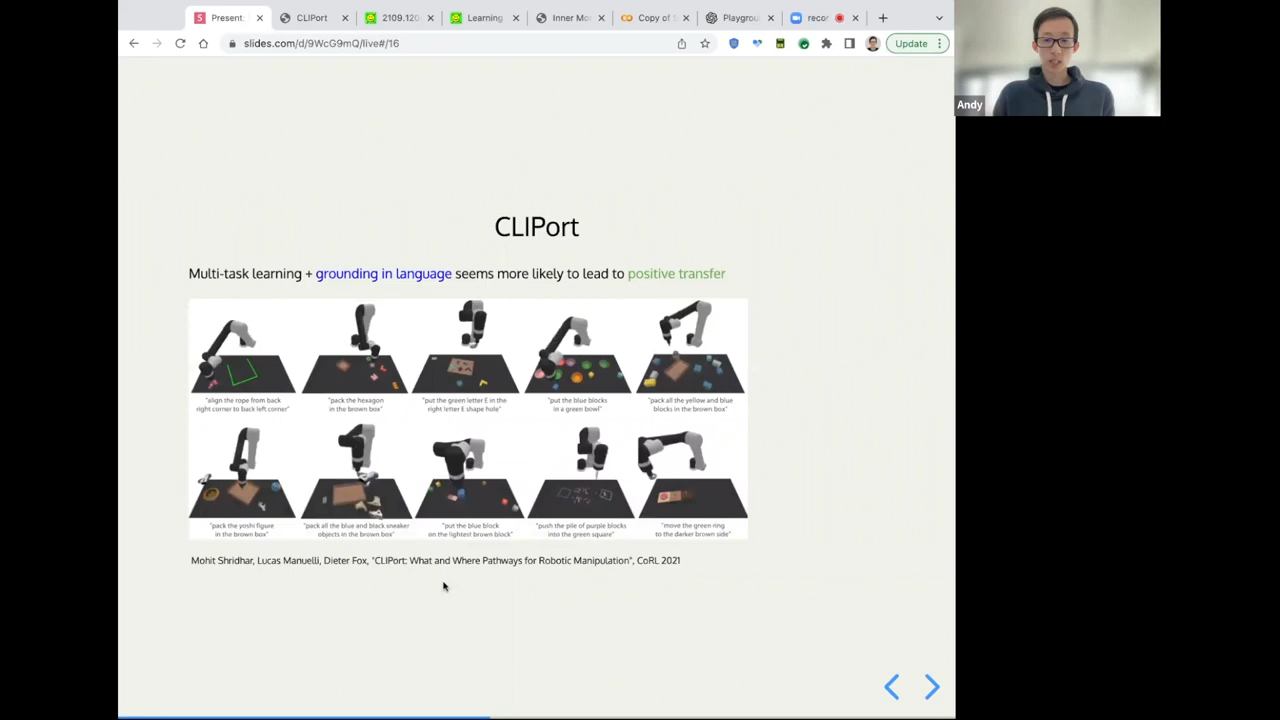 Present: CLIPort 2109.120 Learning Inner Mo Copy of S Playgrou recor
slides.com/d/9WcG9mQ/live#/16 Update
Andy
CLIPort
Multi-task learning + grounding in language seems more likely to lead to positive transfer
"align the rope from back
right corner to back left corner"
"pack the hexagon
in the brown box"
"put the green letter E in the
right letter E shape hole"
"put the blue blocks
in a green bowl"
"pack all the yellow and blue
blocks in the brown box"
"pack the yoshi figure
in the brown box"
"pack all the blue and black sneaker
objects in the brown box"
"put the blue block
on the lightest brown block"
"push the pile of purple blocks
into the green square"
"move the green ring
to the darker brown side"
Mohit Shridhar, Lucas Manuelli, Dieter Fox, "CLIPort: What and Where Pathways for Robotic Manipulation", CoRL 2021